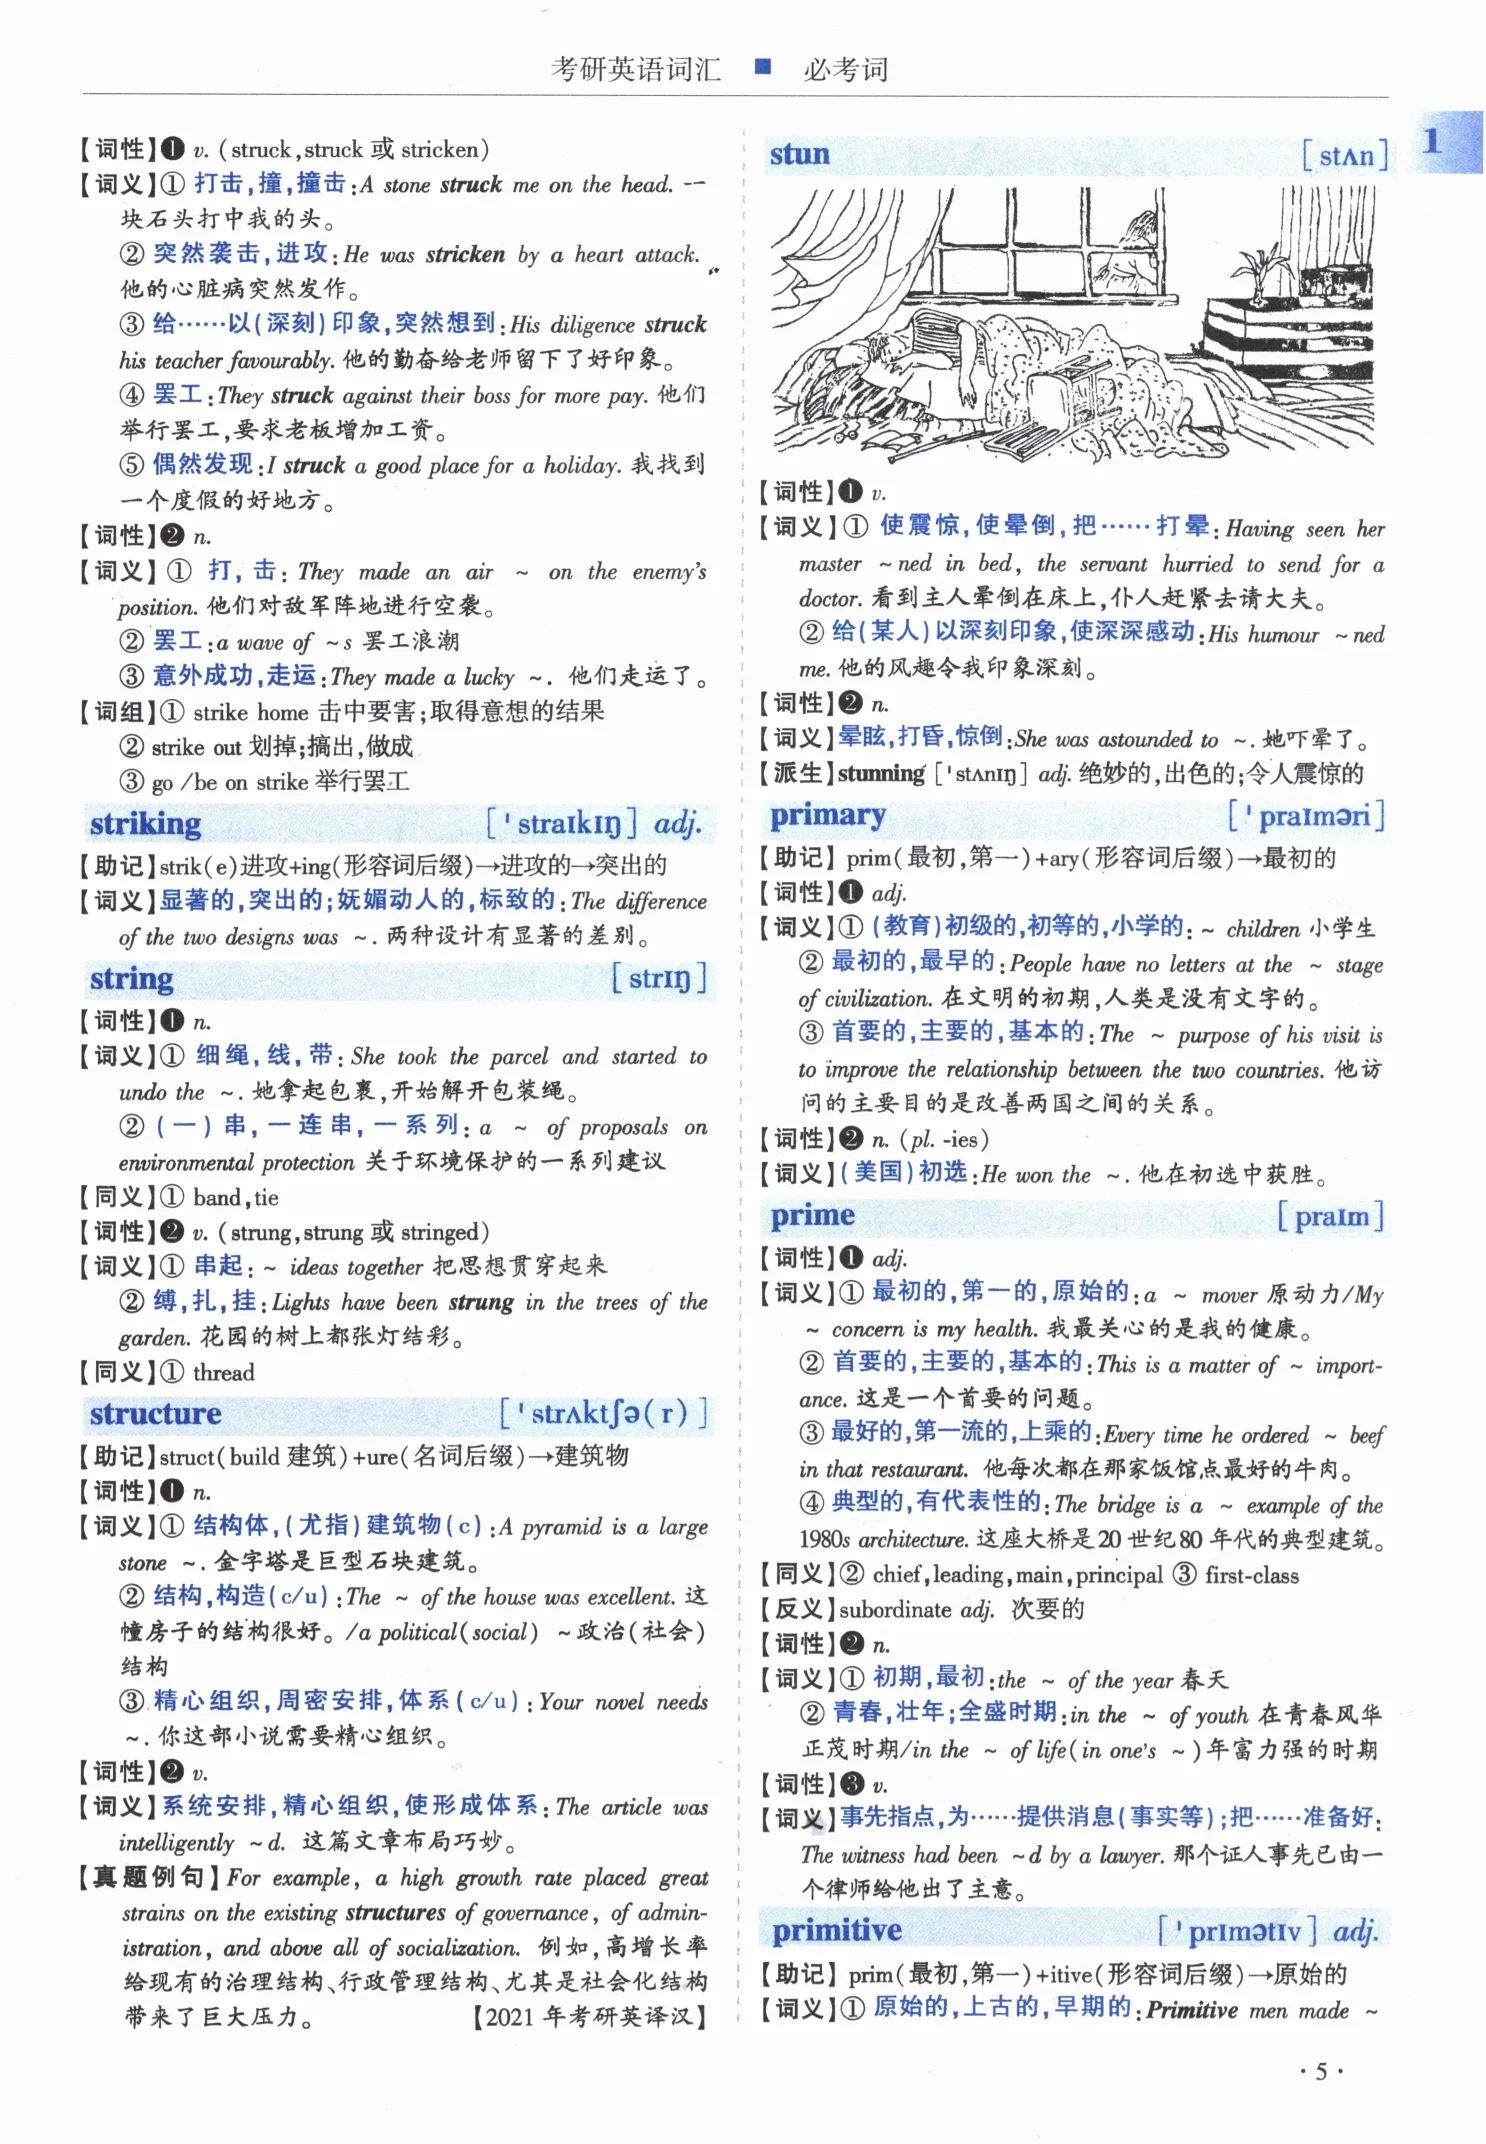 考研英语词汇 ■ 必考词
1
【词性】❶ v. (struck,struck 或 stricken)
【词义】① 打击,撞,撞击:A stone struck me on the head. 一
块石头打中我的头。
② 突然袭击,进攻:He was stricken by a heart attack.
他的心脏病突然发作。
③ 给……以(深刻)印象,突然想到:His diligence struck
his teacher favourably. 他的勤奋给老师留下了好印象。
④ 罢工:They struck against their boss for more pay. 他们
举行罢工,要求老板增加工资。
⑤ 偶然发现:I struck a good place for a holiday. 我找到
一个度假的好地方。
【词性】❷ n.
【词义】① 打, 击: They made an air ~ on the enemy's
position. 他们对敌军阵地进行空袭。
② 罢工:a wave of ~s 罢工浪潮
③ 意外成功,走运:They made a lucky ~. 他们走运了。
【词组】① strike home 击中要害;取得意想的结果
② strike out 划掉;搞出,做成
③ go /be on strike 举行罢工
striking [ˈstraɪkɪŋ] adj.
【助记】strik(e)进攻+ing(形容词后缀)→进攻的→突出的
【词义】显著的,突出的;妩媚动人的,标致的:The difference
of the two designs was ~. 两种设计有显著的差别。
string [strɪŋ]
【词性】❶ n.
【词义】① 细绳, 线, 带: She took the parcel and started to
undo the ~. 她拿起包裹,开始解开包装绳。
② (一) 串, 一连串, 一系列: a ~ of proposals on
environmental protection 关于环境保护的一系列建议
【同义】① band,tie
【词性】❷ v. (strung,strung 或 stringed)
【词义】① 串起: ~ ideas together 把思想贯穿起来
② 缚,扎,挂:Lights have been strung in the trees of the
garden. 花园的树上都张灯结彩。
【同义】① thread
structure [ˈstrʌktʃə(r)]
【助记】struct(build 建筑)+ure(名词后缀)→建筑物
【词性】❶ n.
【词义】① 结构体,(尤指)建筑物(c):A pyramid is a large
stone ~. 金字塔是巨型石块建筑。
② 结构,构造(c/u):The ~ of the house was excellent. 这
幢房子的结构很好。/a political(social) ~政治(社会)
结构
③ 精心组织,周密安排,体系(c/u): Your novel needs
~. 你这部小说需要精心组织。
【词性】❷ v.
【词义】系统安排,精心组织,使形成体系: The article was
intelligently ~d. 这篇文章布局巧妙。
【真题例句】For example, a high growth rate placed great
strains on the existing structures of governance, of admin-
istration, and above all of socialization. 例如,高增长率
给现有的治理结构、行政管理结构、尤其是社会化结构
带来了巨大压力。 【2021 年考研英译汉】
stun [stʌn]
【词性】❶ v.
【词义】① 使震惊,使晕倒,把……打晕: Having seen her
master ~ned in bed, the servant hurried to send for a
doctor. 看到主人晕倒在床上,仆人赶紧去请大夫。
② 给(某人)以深刻印象,使深深感动:His humour ~ned
me. 他的风趣令我印象深刻。
【词性】❷ n.
【词义】晕眩,打昏,惊倒:She was astounded to ~. 她吓晕了。
【派生】stunning [ˈstʌnɪŋ] adj. 绝妙的,出色的;令人震惊的
primary [ˈpraɪməri]
【助记】 prim(最初,第一)+ary(形容词后缀)→最初的
【词性】❶ adj.
【词义】① (教育)初级的,初等的,小学的: ~ children 小学生
② 最初的,最早的:People have no letters at the ~ stage
of civilization. 在文明的初期,人类是没有文字的。
③ 首要的,主要的,基本的:The ~ purpose of his visit is
to improve the relationship between the two countries. 他访
问的主要目的是改善两国之间的关系。
【词性】❷ n. (pl. -ies)
【词义】(美国)初选:He won the ~. 他在初选中获胜。
prime [praɪm]
【词性】❶ adj.
【词义】① 最初的,第一的,原始的:a ~ mover 原动力/My
~ concern is my health. 我最关心的是我的健康。
② 首要的,主要的,基本的:This is a matter of ~ import-
ance. 这是一个首要的问题。
③ 最好的,第一流的,上乘的:Every time he ordered ~ beef
in that restaurant. 他每次都在那家饭馆点最好的牛肉。
④ 典型的,有代表性的:The bridge is a ~ example of the
1980s architecture. 这座大桥是 20 世纪 80 年代的典型建筑。
【同义】② chief,leading,main,principal ③ first-class
【反义】subordinate adj. 次要的
【词性】❷ n.
【词义】① 初期,最初:the ~ of the year 春天
② 青春,壮年;全盛时期:in the ~ of youth 在青春风华
正茂时期/in the ~ of life(in one's ~)年富力强的时期
【词性】❸ v.
【词义】事先指点,为……提供消息(事实等);把……准备好:
The witness had been ~d by a lawyer. 那个证人事先已由一
个律师给他出了主意。
primitive [ˈprɪmətɪv] adj.
【助记】 prim(最初,第一)+itive(形容词后缀)→原始的
【词义】① 原始的,上古的,早期的:Primitive men made ~
·5·